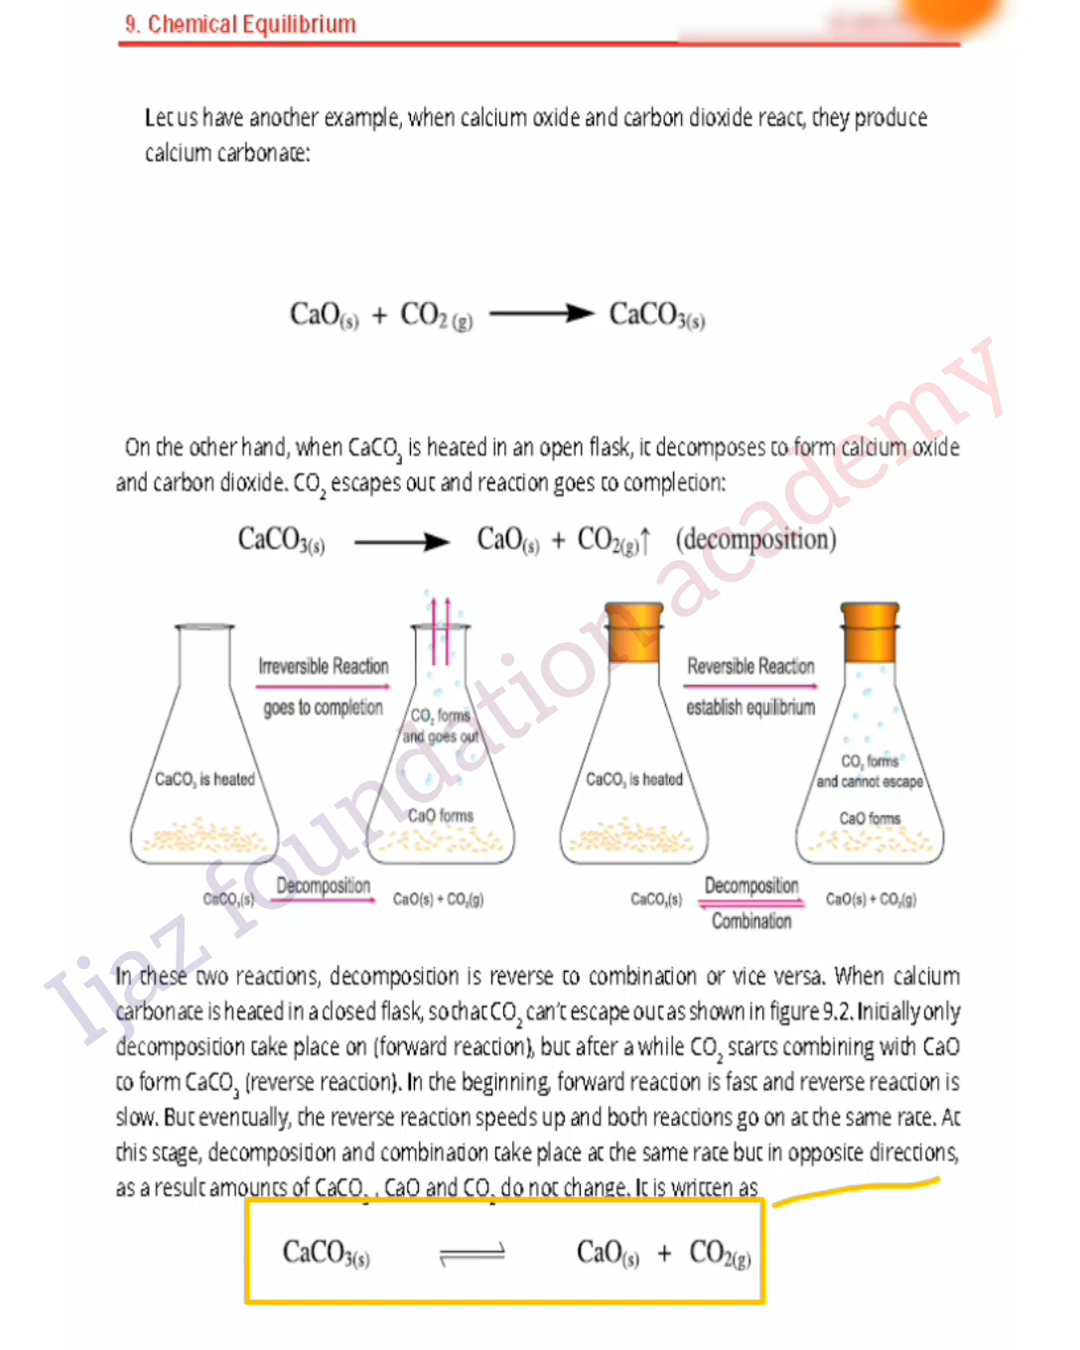 9. Chemical Equilibrium
Let us have another example, when calcium oxide and carbon dioxide react, they produce
calcium carbonate:
CaO(s) + CO₂ (g) ⟶ CaCO₃(s)
On the other hand, when CaCO₃ is heated in an open flask, it decomposes to form calcium oxide
and carbon dioxide. CO₂ escapes out and reaction goes to completion:
CaCO₃(s) ⟶ CaO(s) + CO₂(g)↑ (decomposition)
Irreversible Reaction
goes to completion
CaCO₃ is heated
CO₂ forms
and goes out
CaO forms
CaCO₃(s)
Decomposition
CaO(s) + CO₂(g)
Reversible Reaction
establish equilibrium
CaCO₃ is heated
CO₂ forms
and cannot escape
CaO forms
CaCO₃(s)
Decomposition
Combination
CaO(s) + CO₂(g)
In these two reactions, decomposition is reverse to combination or vice versa. When calcium
carbonate is heated in a closed flask, so that CO₂ can't escape out as shown in figure 9.2. Initially only
decomposition take place on (forward reaction), but after a while CO₂ starts combining with CaO
to form CaCO₃ (reverse reaction). In the beginning, forward reaction is fast and reverse reaction is
slow. But eventually, the reverse reaction speeds up and both reactions go on at the same rate. At
this stage, decomposition and combination take place at the same rate but in opposite directions,
as a result amounts of CaCO₃ , CaO and CO₂ do not change. It is written as
CaCO₃(s) ⇌ CaO(s) + CO₂(g)
Ijaz foundation academy